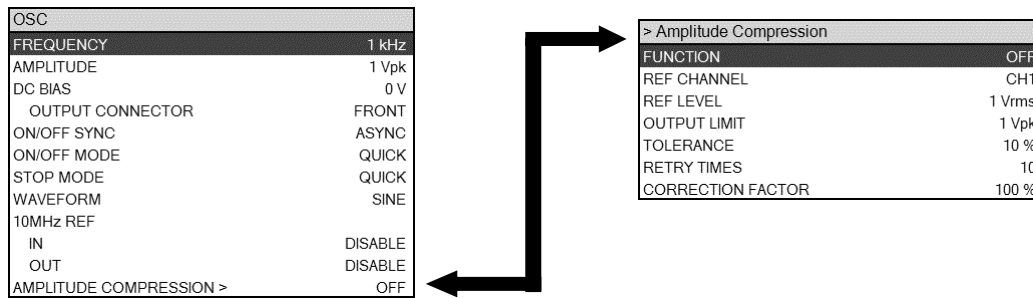 OSC
FREQUENCY 1 kHz
AMPLITUDE 1 Vpk
DC BIAS 0 V
OUTPUT CONNECTOR FRONT
ON/OFF SYNC ASYNC
ON/OFF MODE QUICK
STOP MODE QUICK
WAVEFORM SINE
10MHz REF
IN DISABLE
OUT DISABLE
AMPLITUDE COMPRESSION > OFF
> Amplitude Compression
FUNCTION OFF
REF CHANNEL CH1
REF LEVEL 1 Vrms
OUTPUT LIMIT 1 Vpk
TOLERANCE 10 %
RETRY TIMES 10
CORRECTION FACTOR 100 %